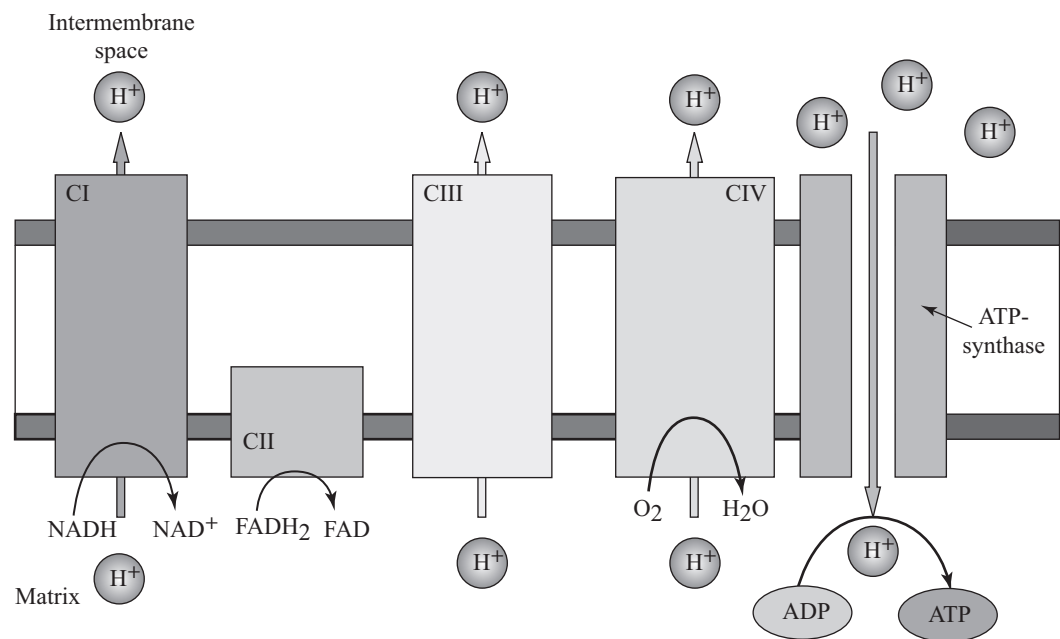 Intermembrane
space
H+
H+
H+
H+
H+
H+
CI
CIII
CIV
ATP-
synthase
CII
NADH
NAD+
FADH2
FAD
O2
H2O
H+
H+
H+
H+
Matrix
ADP
ATP